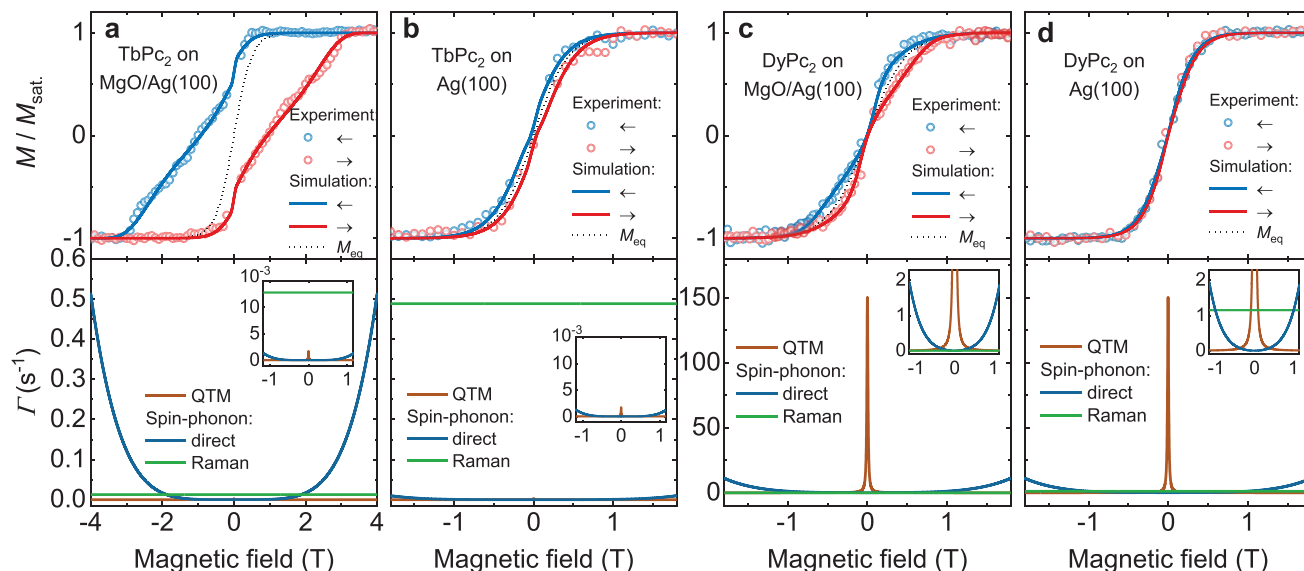 a
TbPc2 on
MgO/Ag(100)
Experiment:
←
→
Simulation:
←
→
b
TbPc2 on
Ag(100)
Experiment:
←
→
Simulation:
←
→
Meq
c
DyPc2 on
MgO/Ag(100)
Experiment:
←
→
Simulation:
←
→
Meq
d
DyPc2 on
Ag(100)
Experiment:
←
→
Simulation:
←
→
Meq
M / Msat.
1
0
-1
Γ (s-1)
0.6
0.5
0.4
0.3
0.2
0.1
0.0
10-3
10
5
0
-1 0 1
QTM
Spin-phonon:
direct
Raman
-4 -2 0 2 4
Magnetic field (T)
10-3
10
5
0
-1 0 1
QTM
Spin-phonon:
direct
Raman
-1 0 1
Magnetic field (T)
150
100
50
0
2
1
0
-1 0 1
QTM
Spin-phonon:
direct
Raman
-1 0 1
Magnetic field (T)
2
1
0
-1 0 1
QTM
Spin-phonon:
direct
Raman
-1 0 1
Magnetic field (T)